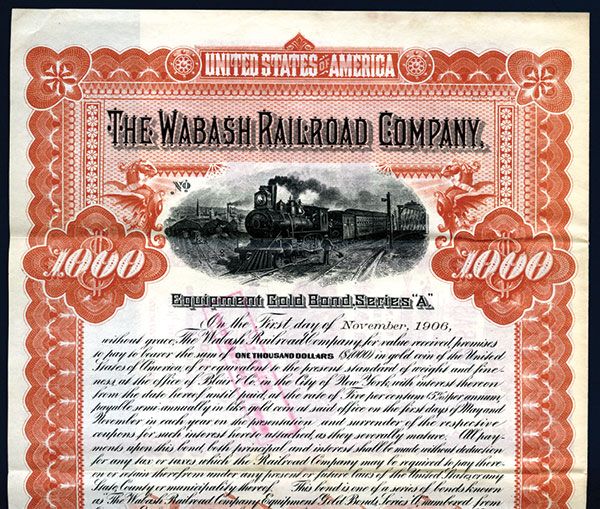 UNITED STATES OF AMERICA
THE WABASH RAILROAD COMPANY.
No
1000 1000
Equipment Gold Bond, Series "A."
On the First day of November, 1906,
without grace, The Wabash Railroad Company, for value received, promises
to pay to bearer the sum of ONE THOUSAND DOLLARS ($1,000) in gold coin of the United
States of America, of or equivalent to the present standard of weight and fine-
ness, at the office of Blair & Co. in the City of New York, with interest thereon
from the date hereof, until paid, at the rate of Five per centum (5%) per annum,
payable semi-annually in like gold coin at said office on the first days of May and
November in each year on the presentation and surrender of the respective
coupons for such interest hereto attached, as they severally mature. All pay-
ments upon this bond, both principal and interest shall be made without deduction
for any tax or taxes which the Railroad Company may be required to pay there-
on or retain therefrom under any present or future laws of the United States, or any
State, County or municipality thereof. This bond is one of a series of bonds known
as "The Wabash Railroad Company, Equipment Gold Bonds, Series numbered from